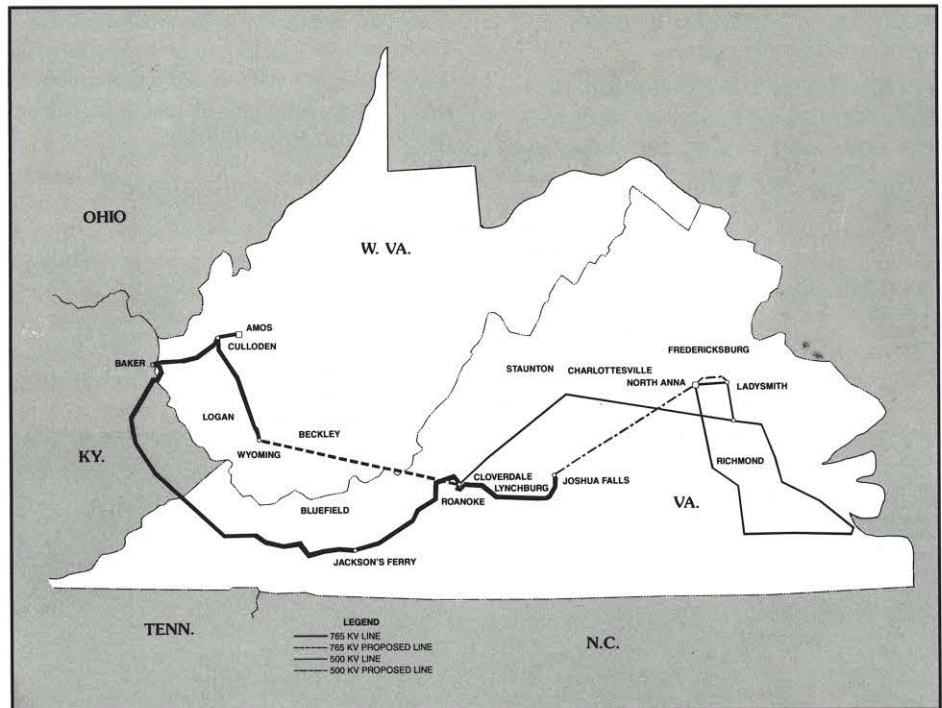 OHIO
W. VA.
AMOS
CULLODEN
BAKER
FREDERICKSBURG
STAUNTON
CHARLOTTESVILLE
NORTH ANNA
LADYSMITH
LOGAN
BECKLEY
WYOMING
KY.
RICHMOND
CLOVERDALE
LYNCHBURG
JOSHUA FALLS
ROANOKE
VA.
BLUEFIELD
JACKSON'S FERRY
TENN.
N.C.
LEGEND
765 KV LINE
765 KV PROPOSED LINE
500 KV LINE
500 KV PROPOSED LINE